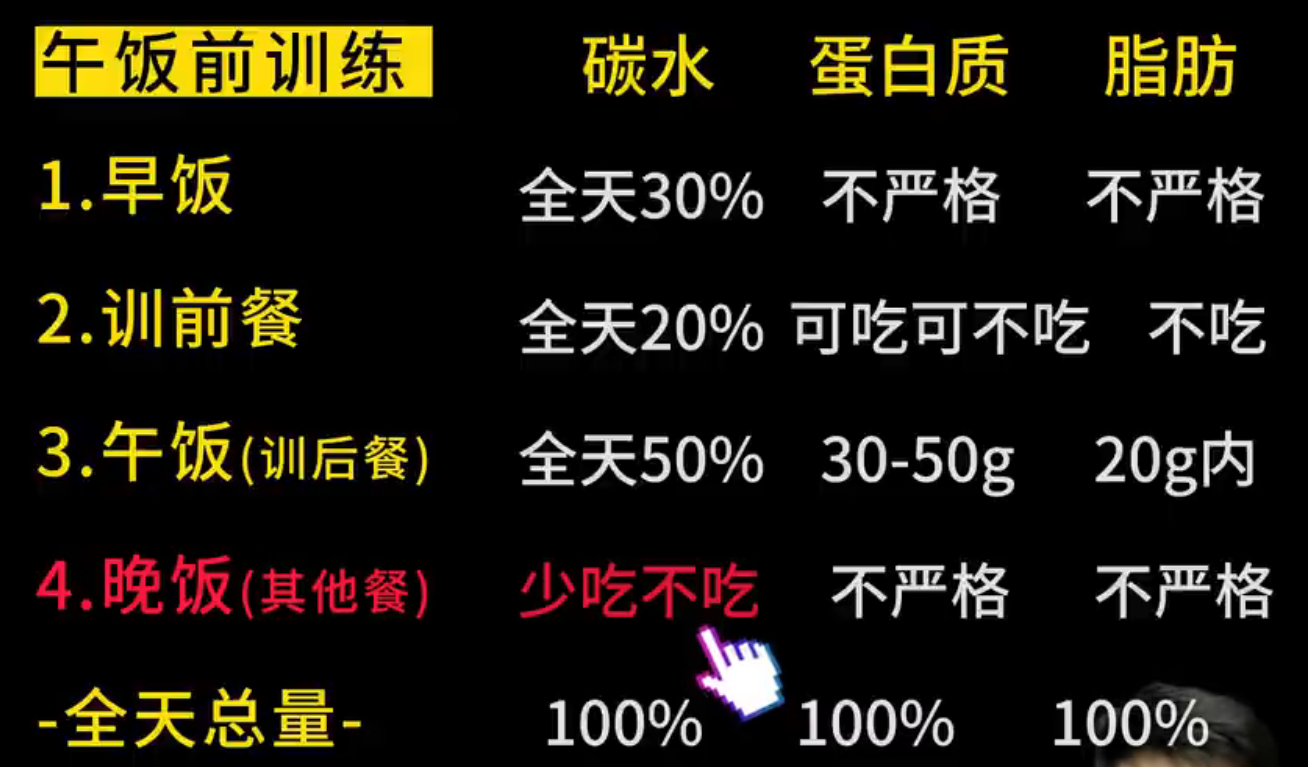 午饭前训练 碳水 蛋白质 脂肪
1.早饭 全天30% 不严格 不严格
2.训前餐 全天20% 可吃可不吃 不吃
3.午饭(训后餐) 全天50% 30-50g 20g内
4.晚饭(其他餐) 少吃不吃 不严格 不严格
-全天总量- 100% 100% 100%